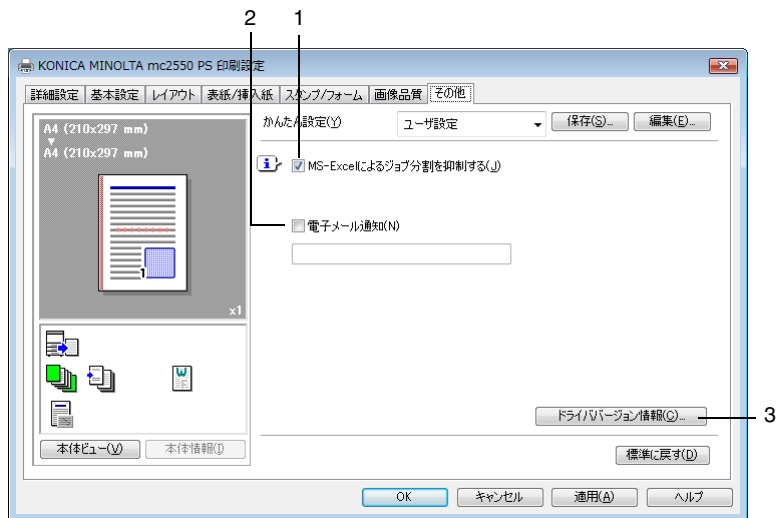 2 1
KONICA MINOLTA mc2550 PS 印刷設定
詳細設定 基本設定 レイアウト 表紙/挿入紙 スタンプ/フォーム 画像品質 その他
A4 (210x297 mm)
A4 (210x297 mm)
かんたん設定(Y) ユーザ設定 保存(S)... 編集(E)...
MS-Excelによるジョブ分割を抑制する(J)
電子メール通知(N)
1
x1
W
F
ドライババージョン情報(C)... 3
本体ビュー(V) 本体情報(I)
標準に戻す(D)
OK キャンセル 適用(A) ヘルプ